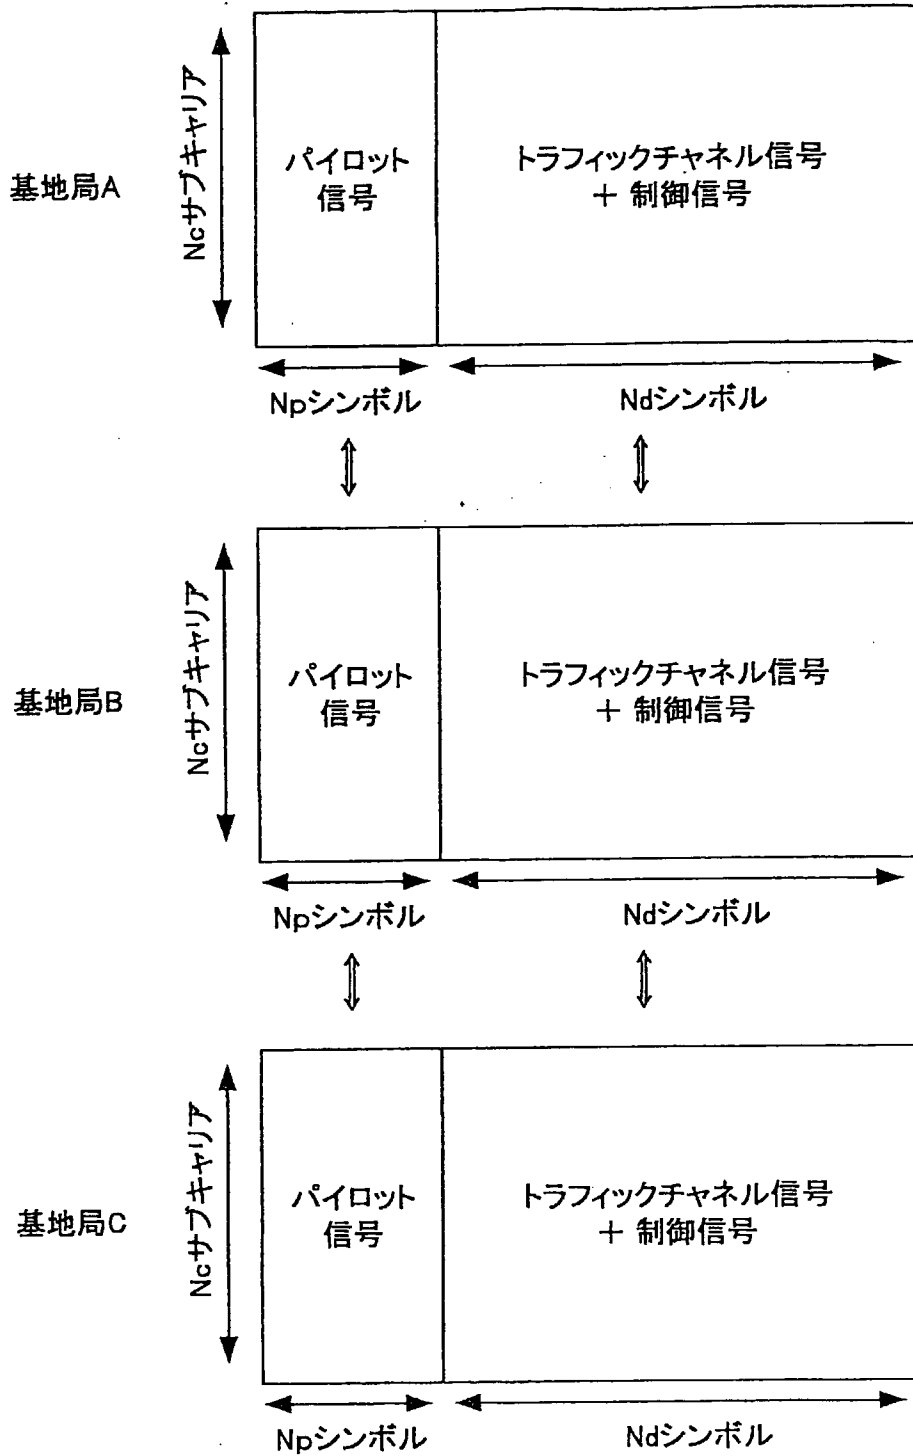 基地局A
Ncサブキャリア
パイロット
信号
トラフィックチャネル信号
＋ 制御信号
Npシンボル
Ndシンボル
基地局B
Ncサブキャリア
パイロット
信号
トラフィックチャネル信号
＋ 制御信号
Npシンボル
Ndシンボル
基地局C
Ncサブキャリア
パイロット
信号
トラフィックチャネル信号
＋ 制御信号
Npシンボル
Ndシンボル